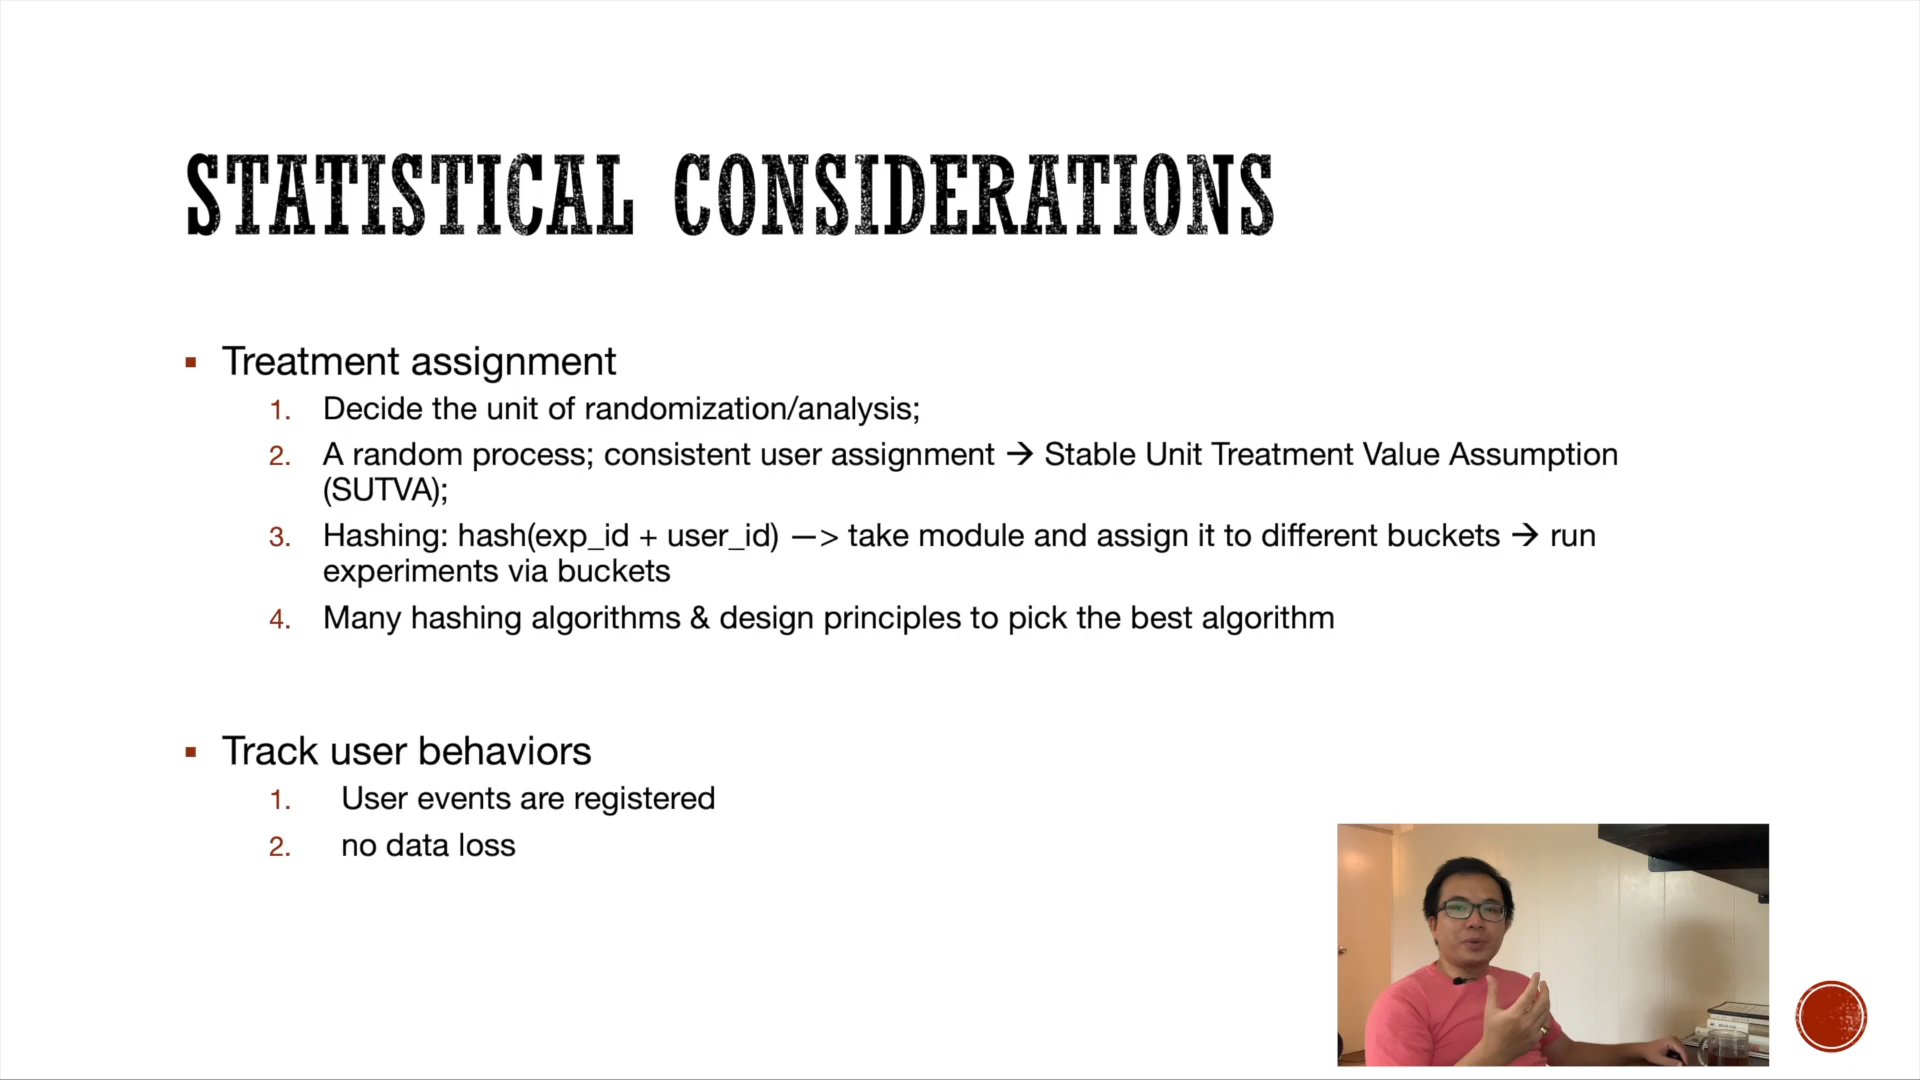 STATISTICAL CONSIDERATIONS
▪ Treatment assignment
1. Decide the unit of randomization/analysis;
2. A random process; consistent user assignment → Stable Unit Treatment Value Assumption
(SUTVA);
3. Hashing: hash(exp_id + user_id) —> take module and assign it to different buckets → run
experiments via buckets
4. Many hashing algorithms & design principles to pick the best algorithm
▪ Track user behaviors
1. User events are registered
2. no data loss